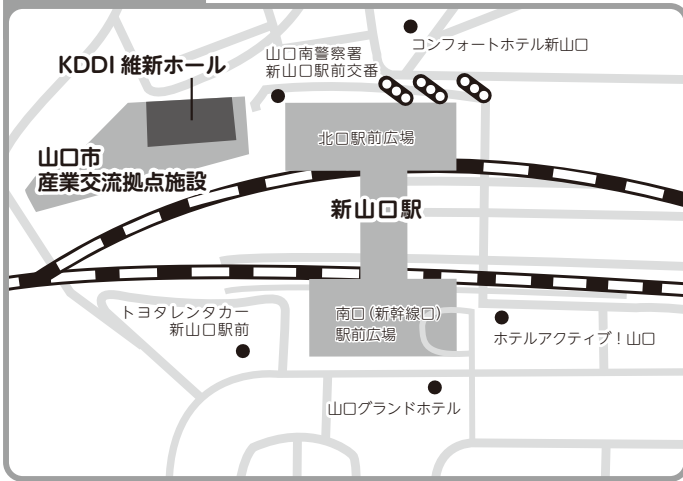 コンフォートホテル新山口
山口南警察署
新山口駅前交番
KDDI 維新ホール
北口駅前広場
山口市
産業交流拠点施設
新山口駅
トヨタレンタカー
新山口駅前
南口（新幹線口）
駅前広場
ホテルアクティブ！山口
山口グランドホテル